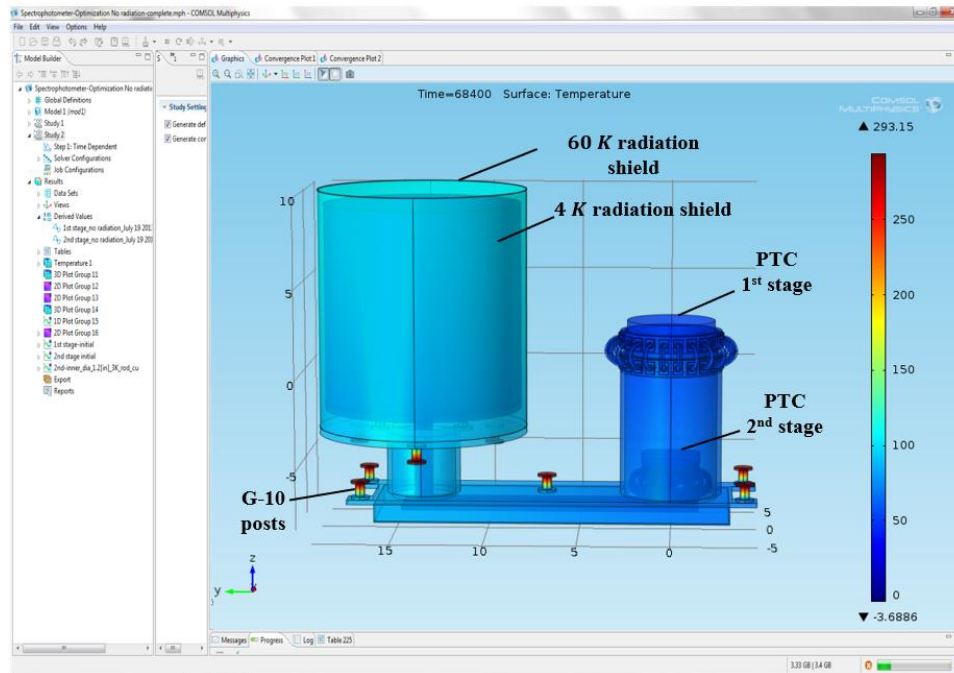 Spectrophotometer-Optimization No radiation-complete.mph - COMSOL Multiphysics
File Edit View Options Help
Model Builder
Graphics Convergence Plot 1 Convergence Plot 2
Spectrophotometer-Optimization No radiati
Global Definitions
Model 1 (mod1)
Study 1
Study 2
Step 1: Time Dependent
Solver Configurations
Job Configurations
Results
Data Sets
Views
Derived Values
1st stage_no radiation_July 19 201
2nd stage_no radiation_July 19 20
Tables
Temperature 1
3D Plot Group 11
2D Plot Group 12
2D Plot Group 13
3D Plot Group 14
1D Plot Group 15
2D Plot Group 16
1st stage-initial
2nd stage initial
2nd-inner_dia_1.2[in]_3K_rod_cu
Export
Reports
Study Setting
Generate def
Generate con
Time=68400 Surface: Temperature
COMSOL
MULTIPHYSICS
60 K radiation
shield
4 K radiation shield
PTC
1st stage
PTC
2nd stage
G-10
posts
10
5
0
-5
15
10
5
0
5
0
-5
z
y
▲ 293.15
250
200
150
100
50
0
▼ -3.6886
Messages Progress Log Table 225
3.33 GB | 3.4 GB